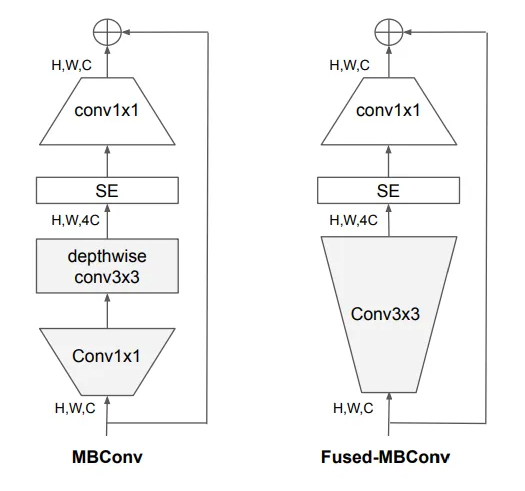 H,W,C
conv1x1
SE
H,W,4C
depthwise
conv3x3
Conv1x1
H,W,C
MBConv
H,W,C
conv1x1
SE
H,W,4C
Conv3x3
H,W,C
Fused-MBConv